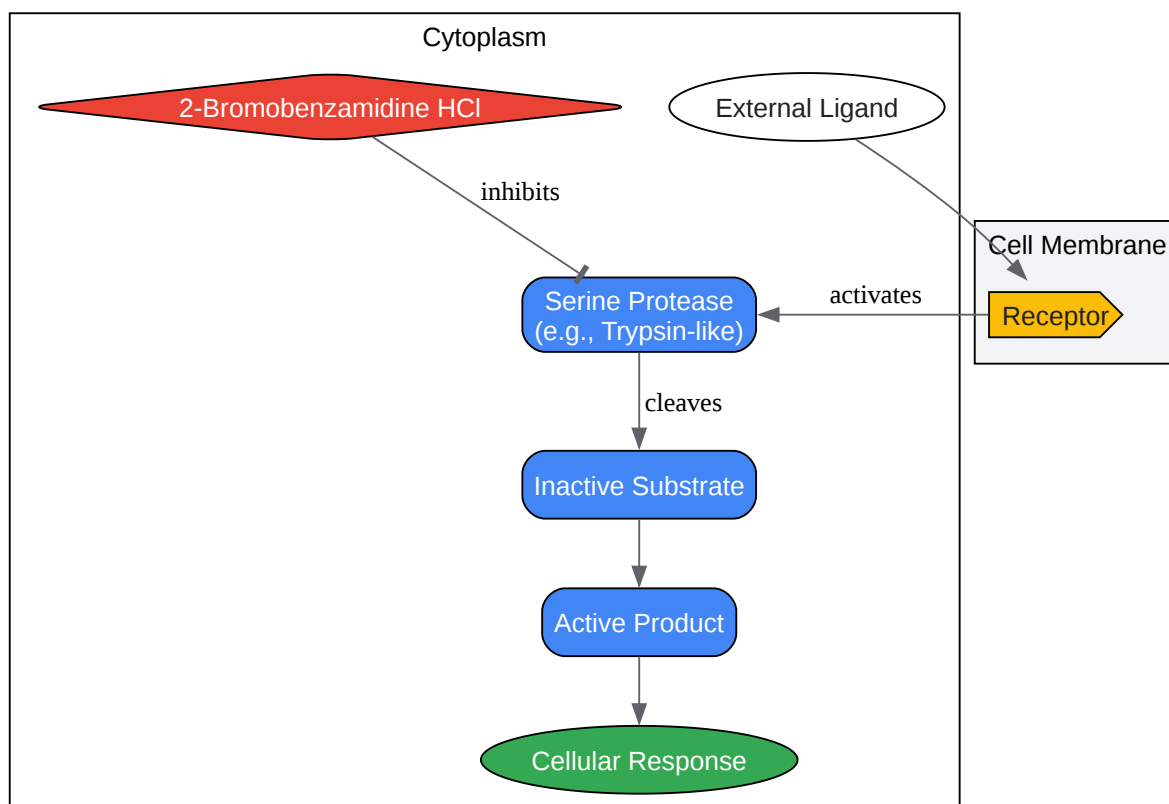 Cytoplasm
2-Bromobenzamidine HCl
External Ligand
inhibits
Cell Membrane
Serine Protease
(e.g., Trypsin-like)
activates
Receptor
cleaves
Inactive Substrate
Active Product
Cellular Response